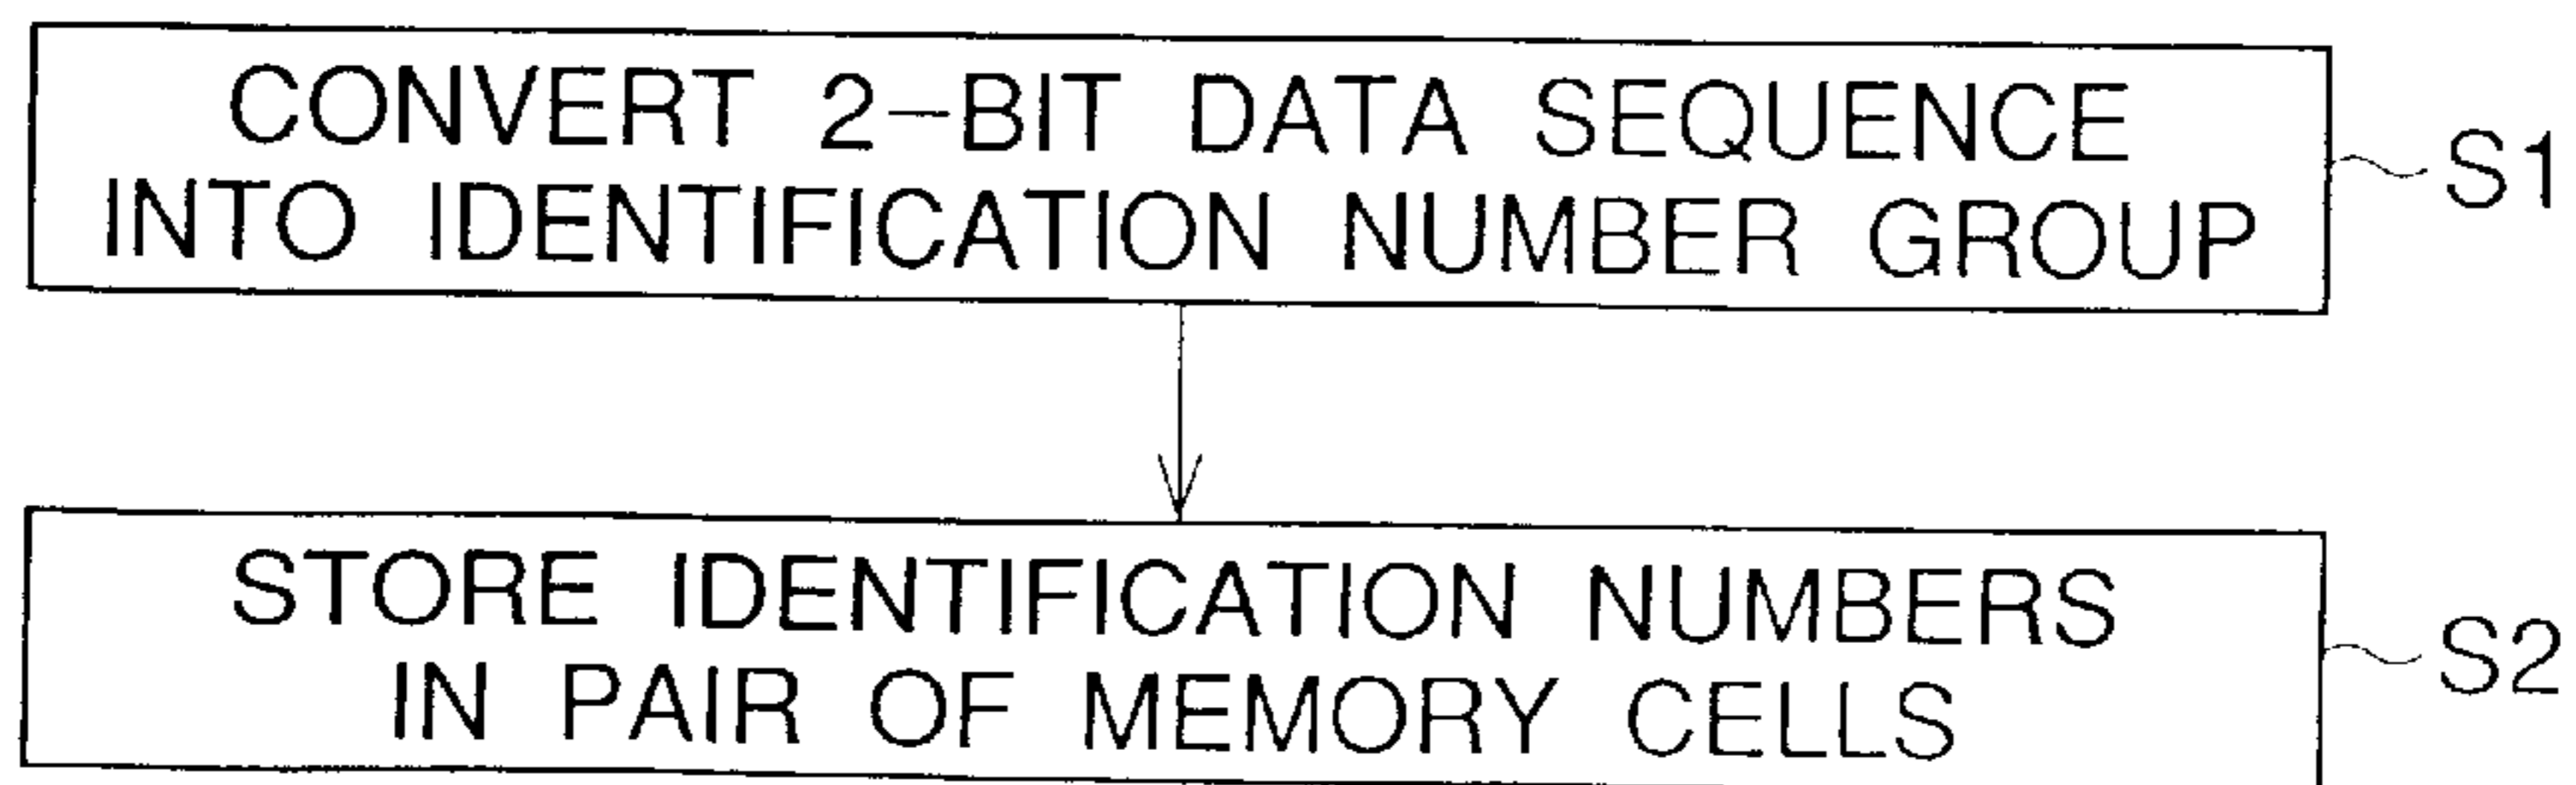 CONVERT 2-BIT DATA SEQUENCE
INTO IDENTIFICATION NUMBER GROUP
S1
STORE IDENTIFICATION NUMBERS
IN PAIR OF MEMORY CELLS
S2